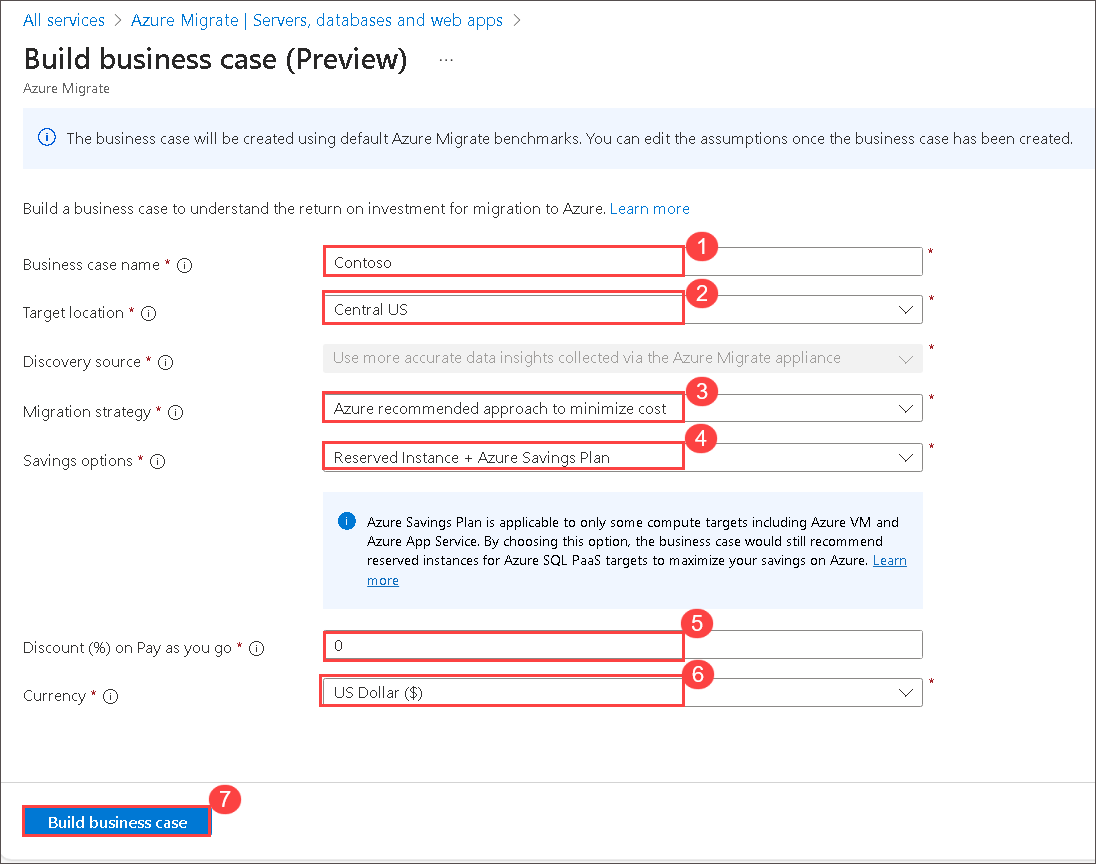 All services > Azure Migrate | Servers, databases and web apps >
Build business case (Preview) ...
Azure Migrate
The business case will be created using default Azure Migrate benchmarks. You can edit the assumptions once the business case has been created.
Build a business case to understand the return on investment for migration to Azure. Learn more
Business case name * Contoso 1 *
Target location * Central US 2 *
Discovery source * Use more accurate data insights collected via the Azure Migrate appliance *
Migration strategy * Azure recommended approach to minimize cost 3 *
Savings options * Reserved Instance + Azure Savings Plan 4 *
Azure Savings Plan is applicable to only some compute targets including Azure VM and
Azure App Service. By choosing this option, the business case would still recommend
reserved instances for Azure SQL PaaS targets to maximize your savings on Azure. Learn
more
Discount (%) on Pay as you go * 0 5
Currency * US Dollar ($) 6 *
Build business case 7